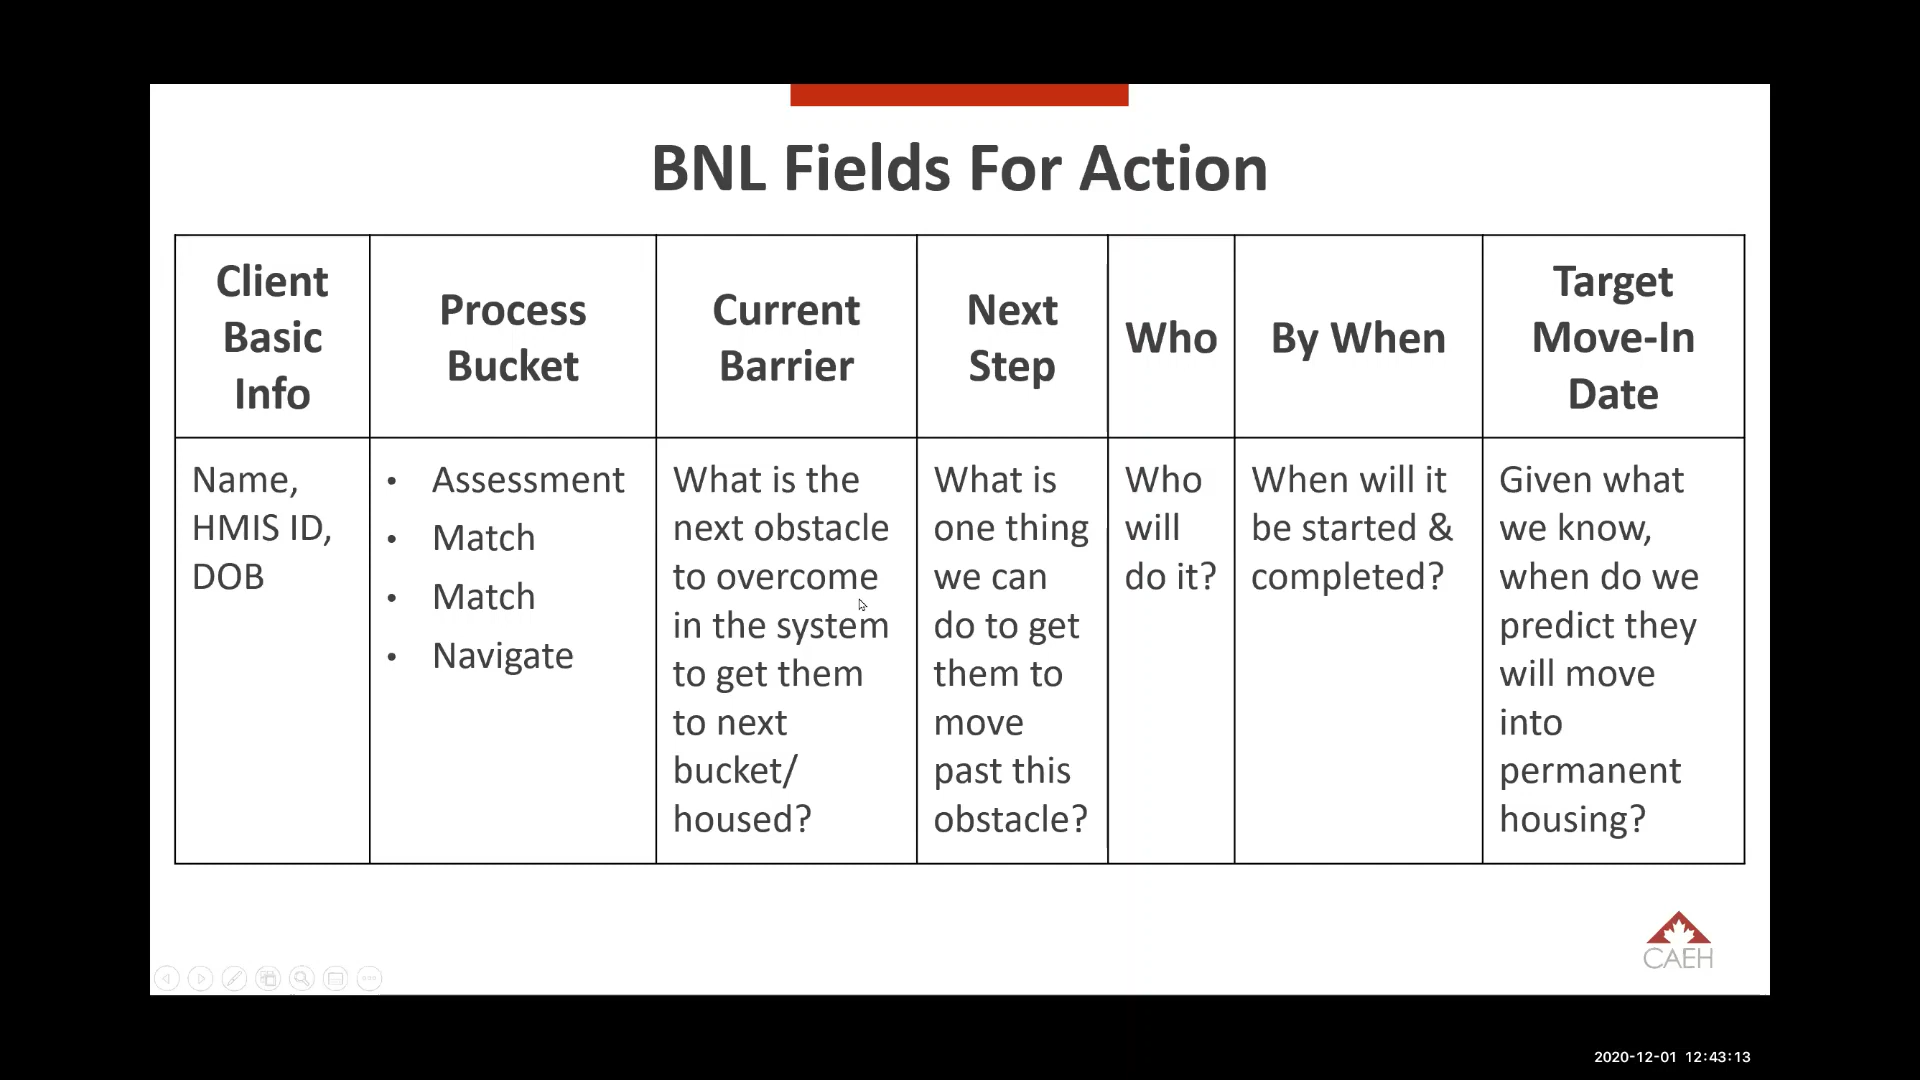 BNL Fields For Action
Client
Basic
Info
Process
Bucket
Current
Barrier
Next
Step
Who
By When
Target
Move-In
Date
Name,
HMIS ID,
DOB
• Assessment
• Match
• Match
• Navigate
What is the
next obstacle
to overcome
in the system
to get them
to next
bucket/
housed?
What is
one thing
we can
do to get
them to
move
past this
obstacle?
Who
will
do it?
When will it
be started &
completed?
Given what
we know,
when do we
predict they
will move
into
permanent
housing?
CAEH
2020-12-01 12:43:13